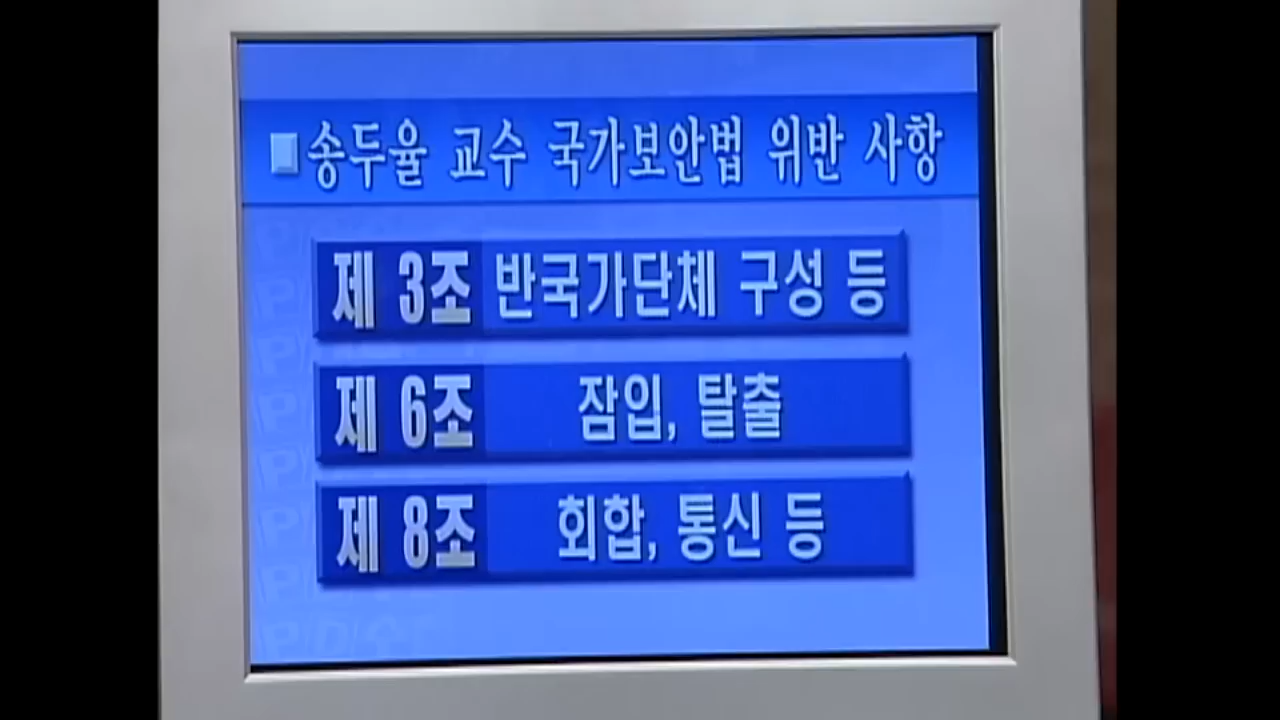 ■송두율 교수 국가보안법 위반 사항
제 3조 반국가단체 구성 등
제 6조 잠입, 탈출
제 8조 회합, 통신 등